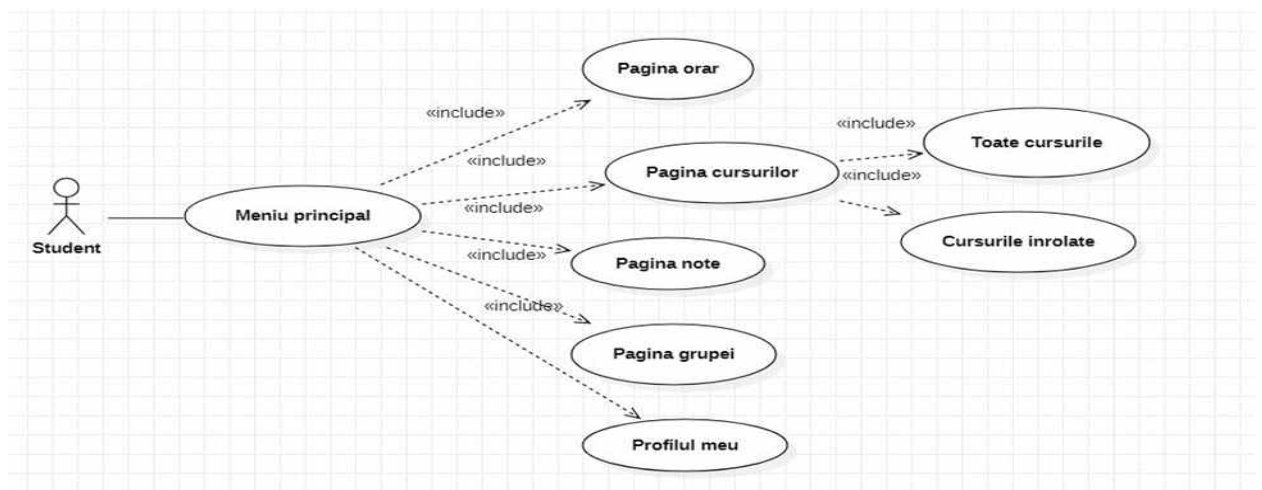 Pagina orar
«include»
«include»
Toate cursurile
«include»
Pagina cursurilor
«include»
Student
Meniu principal
«include»
Cursurile inrolate
«include»
Pagina note
«include»
Pagina grupei
Profilul meu